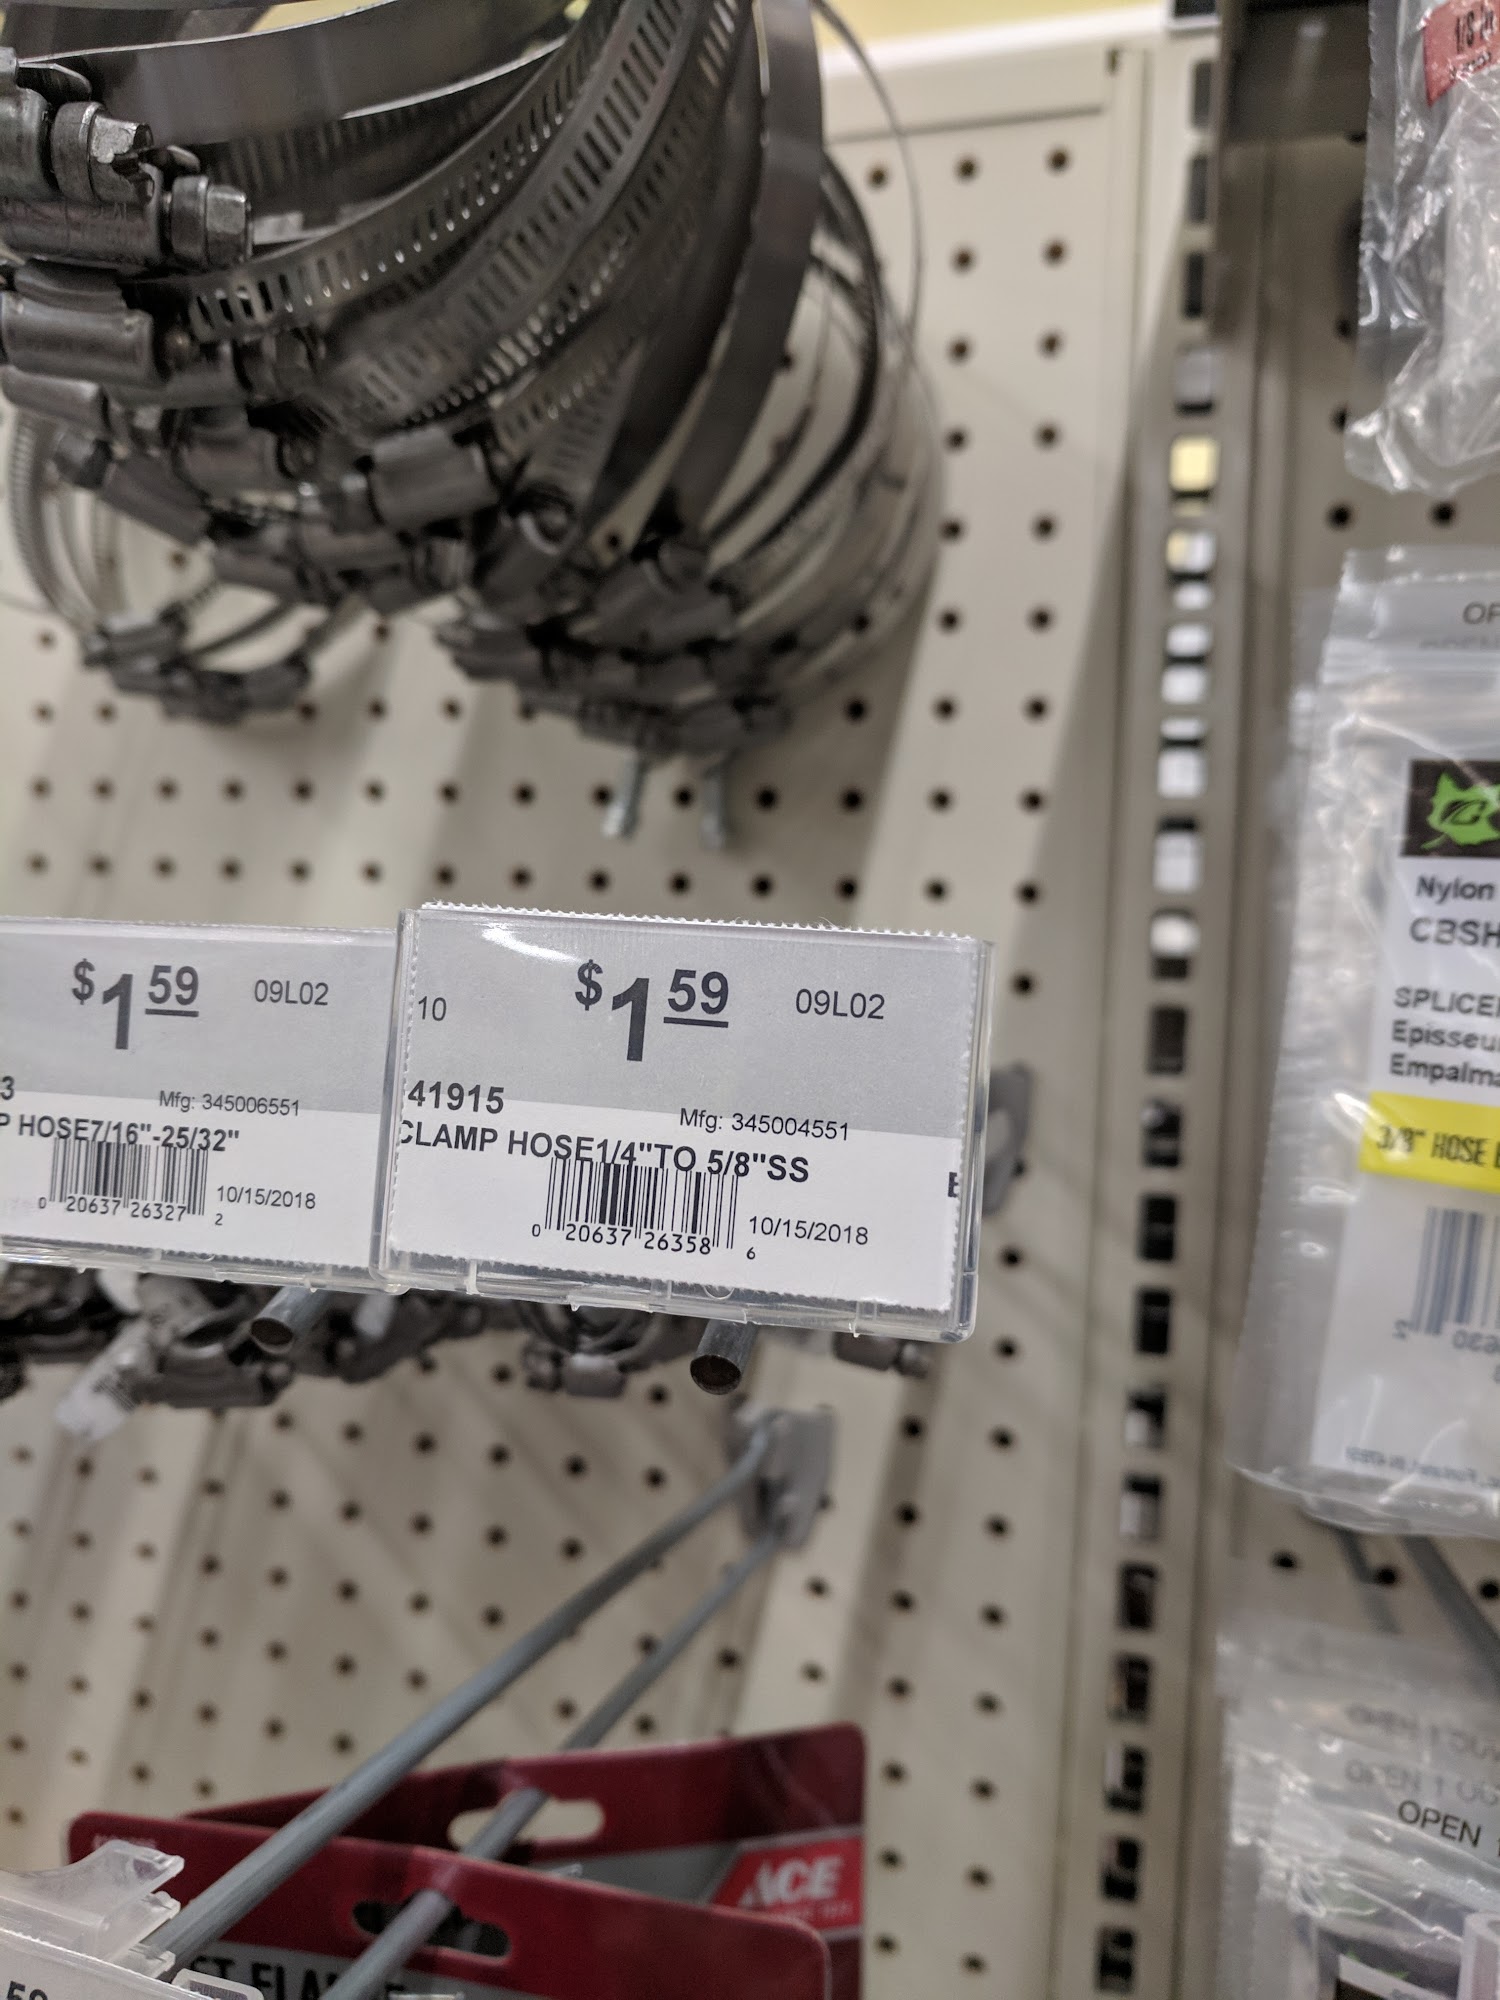 $1 59 09L02
3 Mfg: 345006551
P HOSE7/16"-25/32"
0 20637 26327 2 10/15/2018
10 $1 59 09L02
41915 Mfg: 345004551
CLAMP HOSE1/4"TO 5/8"SS
0 20637 26358 6 10/15/2018
Nylon
CBSH
SPLICE
Episseu
Empalma
3/8" HOSE
OPEN 1
ACE